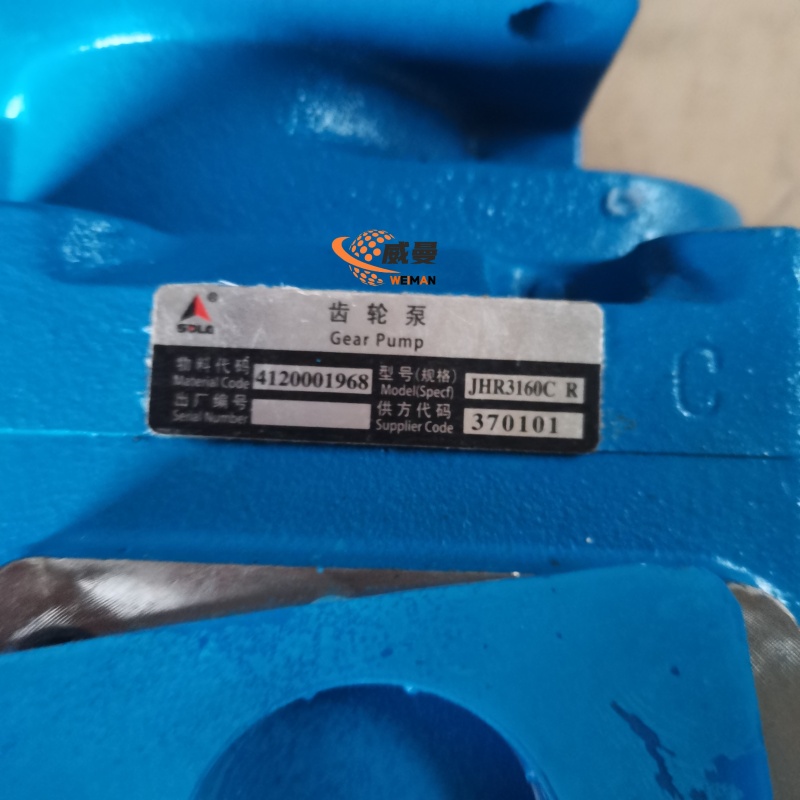 威曼
WEMAN
SDLG ®
齿轮泵
Gear Pump
物料代码 4120001968 型号(规格) JHR3160C R
Material Code Model(Specf)
出厂编号 供方代码 370101
Serial Number Supplier Code
C